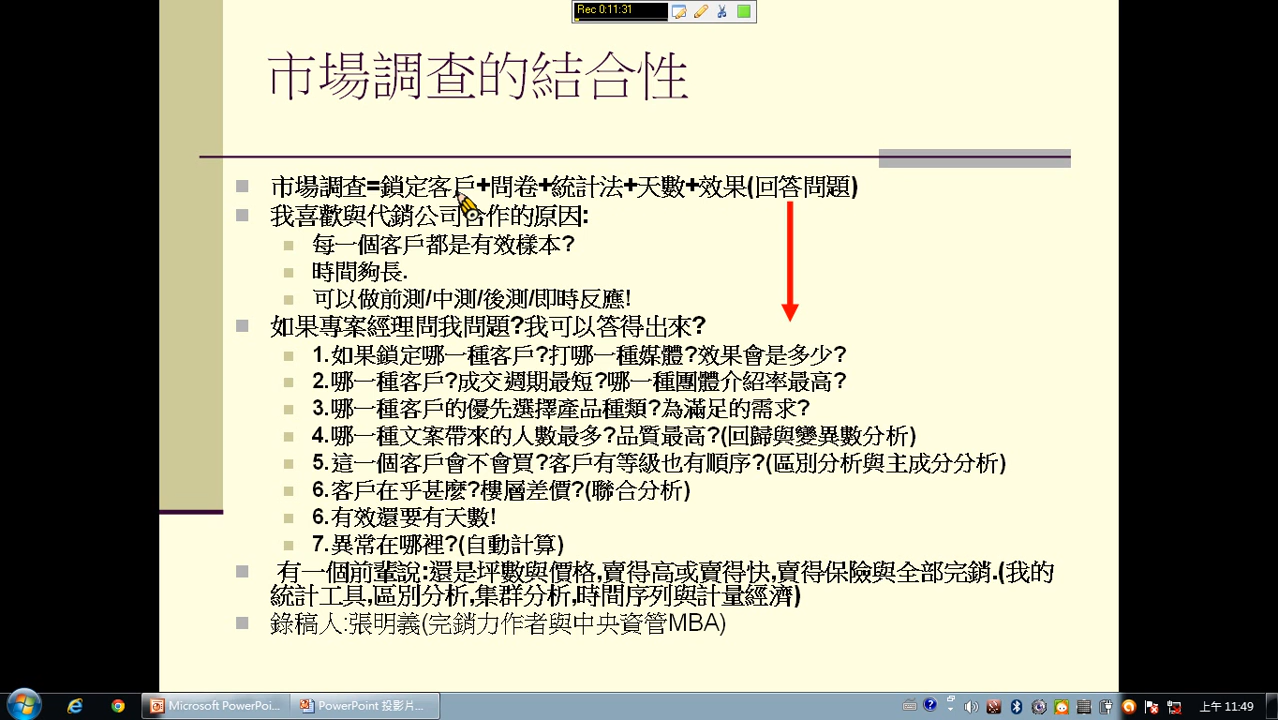 Rec 0:11:31
市場調查的結合性
市場調查=鎖定客戶+問卷+統計法+天數+效果(回答問題)
我喜歡與代銷公司合作的原因:
每一個客戶都是有效樣本?
時間夠長.
可以做前測/中測/後測/即時反應!
如果專案經理問我問題?我可以答得出來?
1.如果鎖定哪一種客戶?打哪一種媒體?效果會是多少?
2.哪一種客戶?成交週期最短?哪一種團體介紹率最高?
3.哪一種客戶的優先選擇產品種類?為滿足的需求?
4.哪一種文案帶來的人數最多?品質最高?(回歸與變異數分析)
5.這一個客戶會不會買?客戶有等級也有順序?(區別分析與主成分分析)
6.客戶在乎甚麼?樓層差價?(聯合分析)
6.有效還要有天數!
7.異常在哪裡?(自動計算)
有一個前輩說:還是坪數與價格,賣得高或賣得快,賣得保險與全部完銷.(我的
統計工具,區別分析,集群分析,時間序列與計量經濟)
錄稿人:張明義(完銷力作者與中央資管MBA)
Microsoft PowerPoi...
PowerPoint 投影片...
上午 11:49